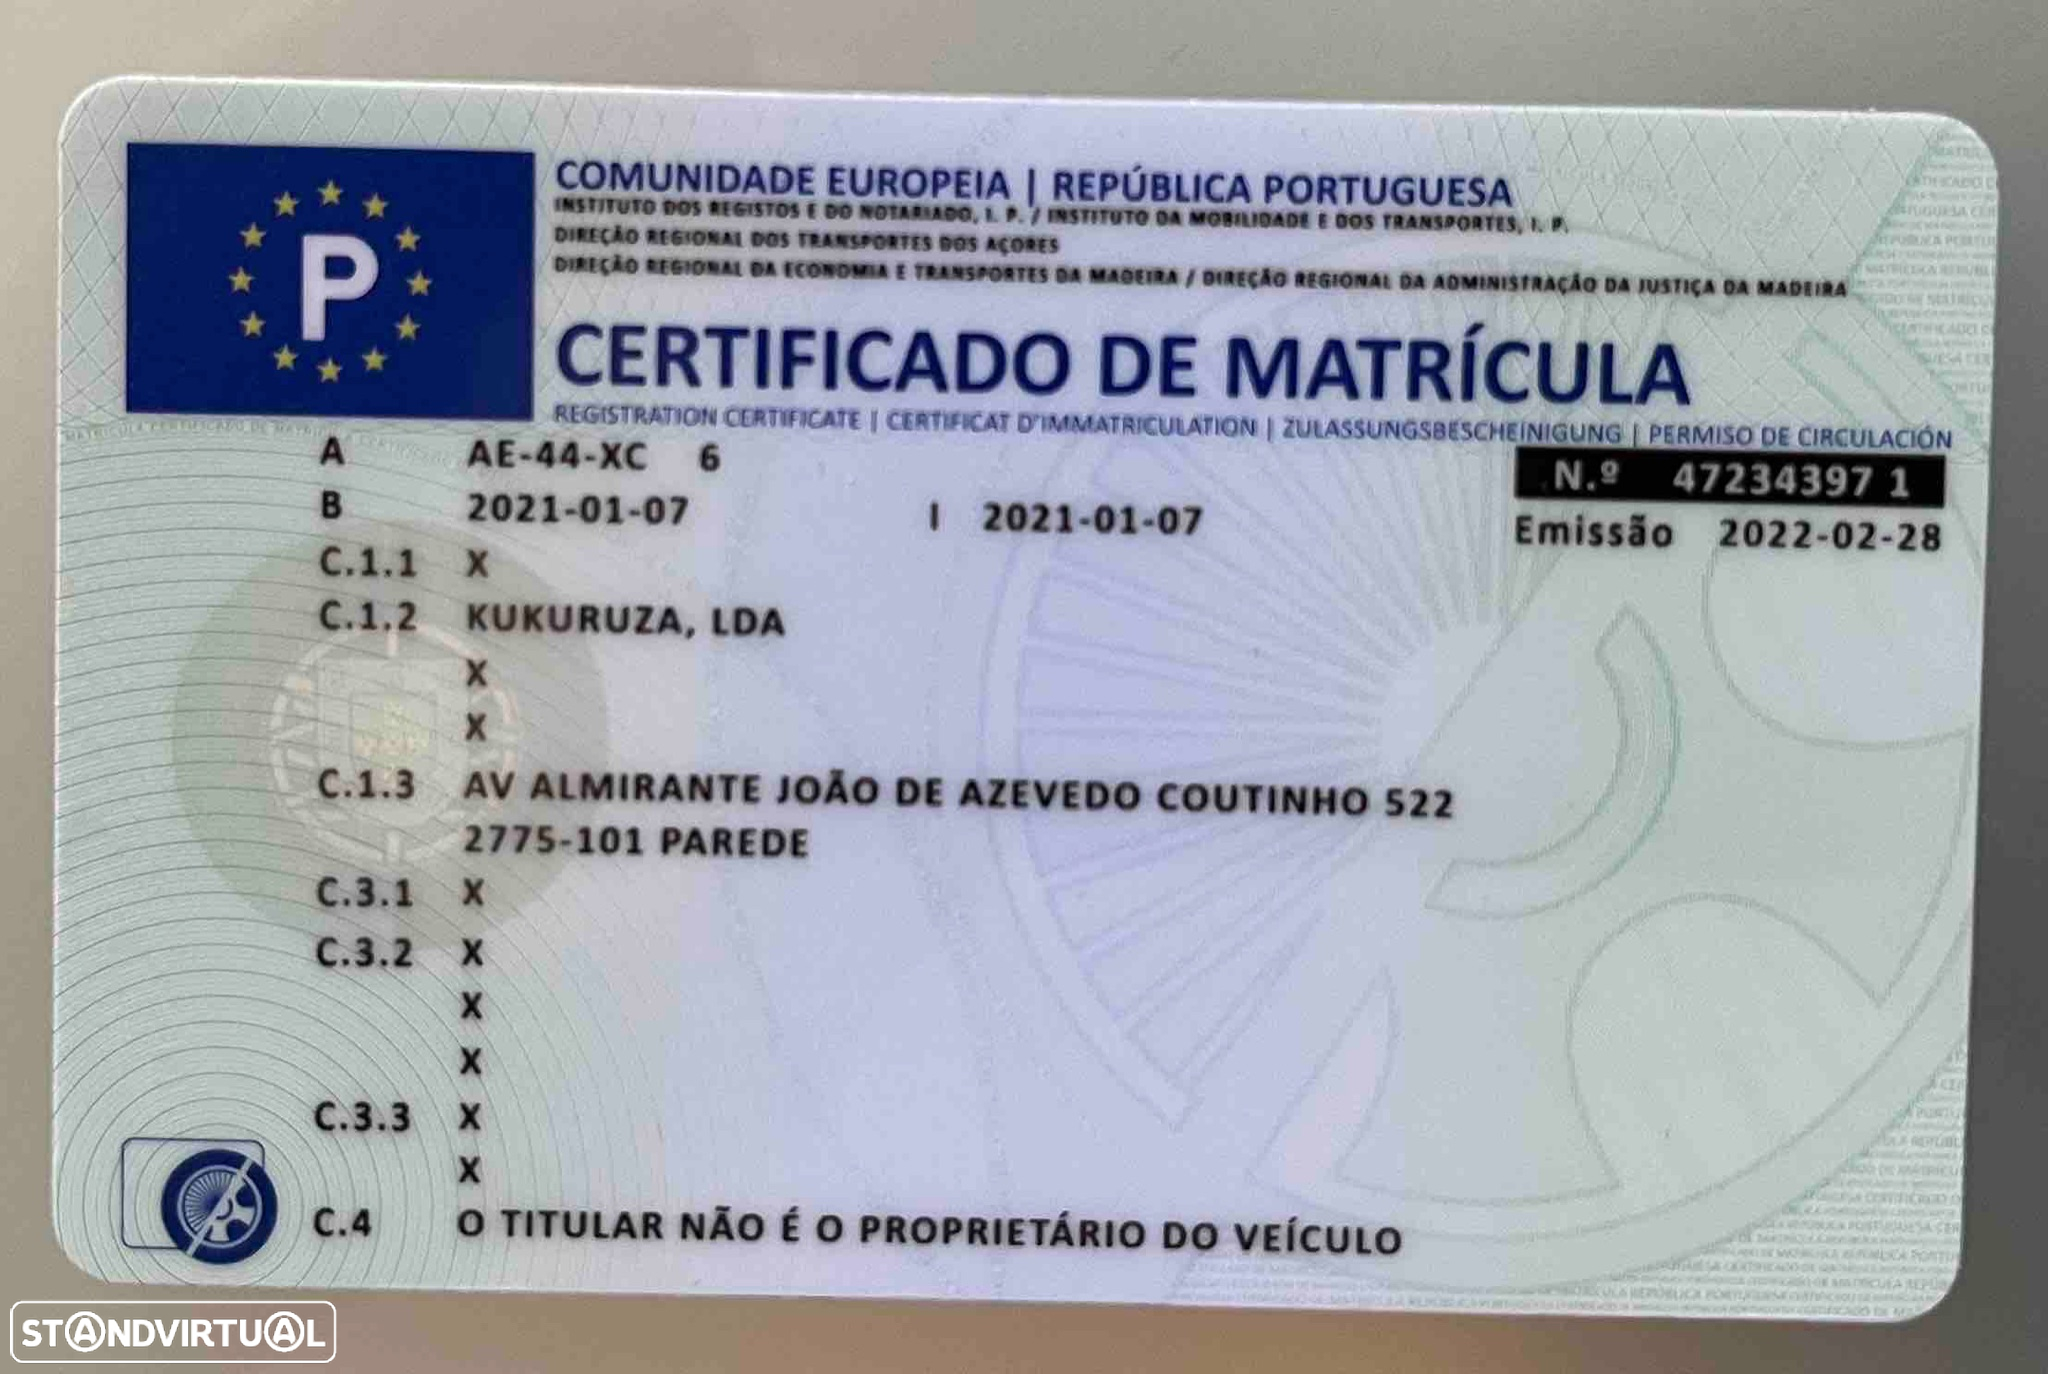 P
COMUNIDADE EUROPEIA | REPÚBLICA PORTUGUESA
INSTITUTO DOS REGISTOS E DO NOTARIADO, I. P. / INSTITUTO DA MOBILIDADE E DOS TRANSPORTES, I. P.
DIREÇÃO REGIONAL DOS TRANSPORTES DOS AÇORES
DIREÇÃO REGIONAL DA ECONOMIA E TRANSPORTES DA MADEIRA / DIREÇÃO REGIONAL DA ADMINISTRAÇÃO DA JUSTIÇA DA MADEIRA
CERTIFICADO DE MATRÍCULA
REGISTRATION CERTIFICATE | CERTIFICAT D'IMMATRICULATION | ZULASSUNGSBESCHEINIGUNG | PERMISO DE CIRCULACIÓN
A AE-44-XC 6 N.º 47234397 1
B 2021-01-07 I 2021-01-07 Emissão 2022-02-28
C.1.1 X
C.1.2 KUKURUZA, LDA
X
X
C.1.3 AV ALMIRANTE JOÃO DE AZEVEDO COUTINHO 522
2775-101 PAREDE
C.3.1 X
C.3.2 X
X
X
C.3.3 X
X
C.4 O TITULAR NÃO É O PROPRIETÁRIO DO VEÍCULO
STANDVIRTUAL